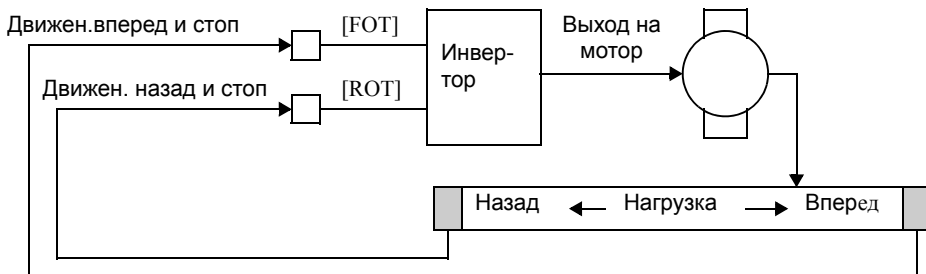 Движен.вперед и стоп
[FOT]
Инвер-
тор
Выход на
мотор
Движен. назад и стоп
[ROT]
Назад
Нагрузка
Вперед